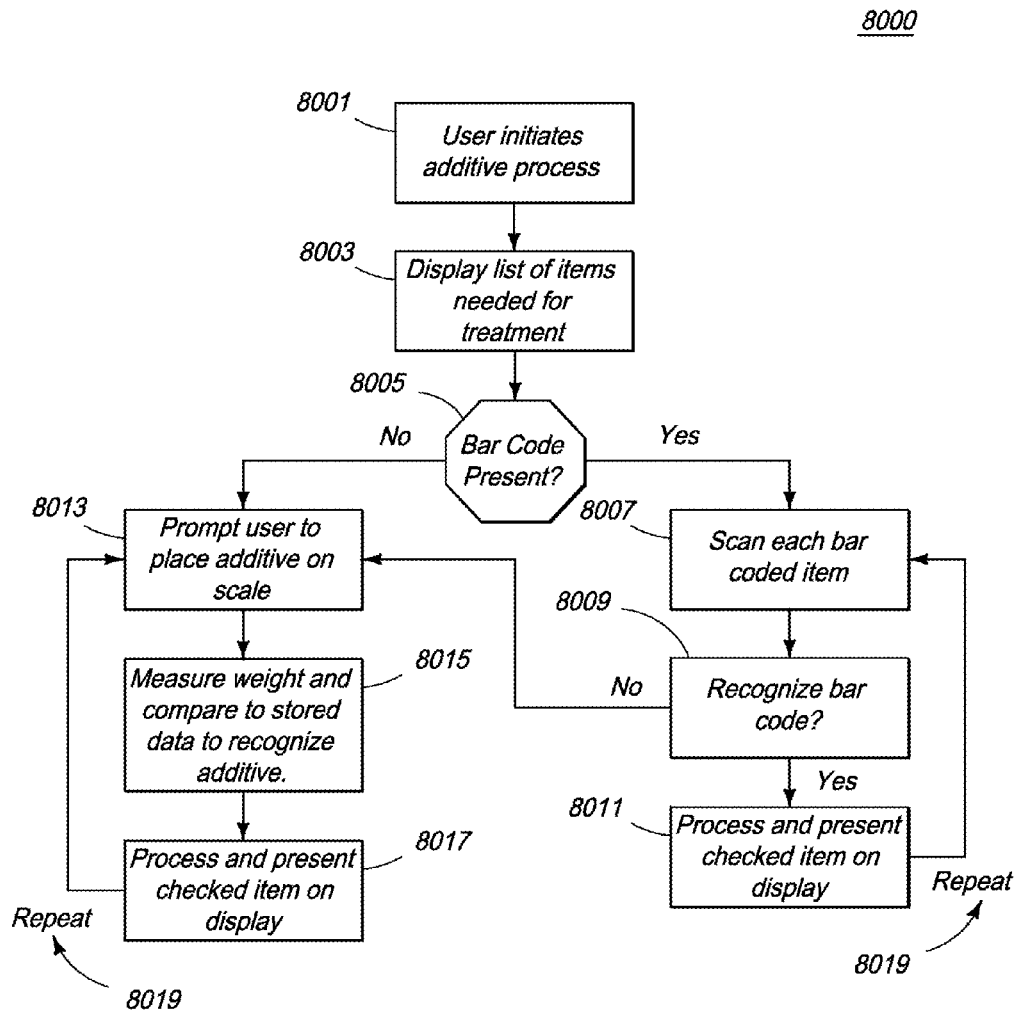 8000
8001
User initiates
additive process
8003
Display list of items
needed for
treatment
8005
Bar Code
Present?
No
Yes
8013
Prompt user to
place additive on
scale
8007
Scan each bar
coded item
8009
8015
Measure weight and
compare to stored
data to recognize
additive.
No
Recognize bar
code?
Yes
8017
Process and present
checked item on
display
8011
Process and present
checked item on
display
Repeat
8019
Repeat
8019